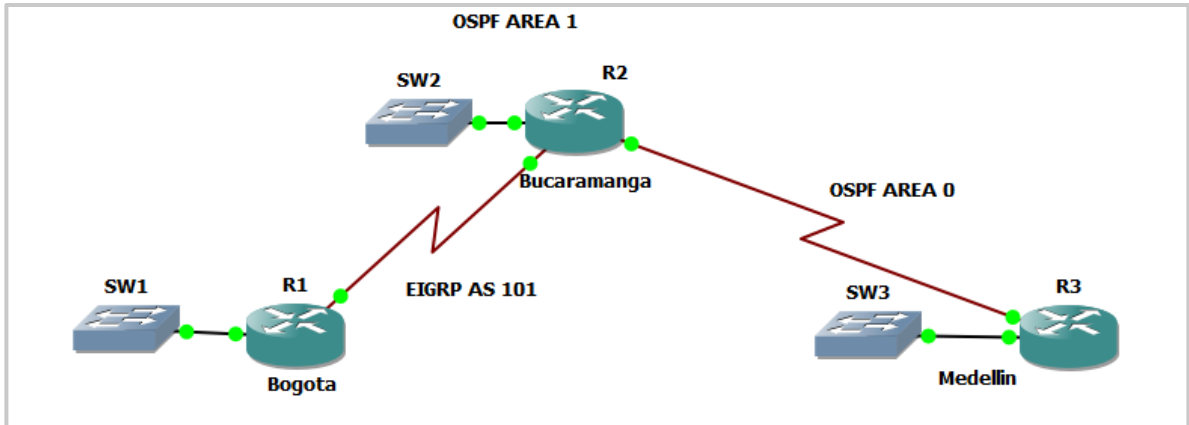 OSPF AREA 1
SW2
R2
Bucaramanga
OSPF AREA 0
SW1
R1
EIGRP AS 101
Bogota
SW3
R3
Medellin